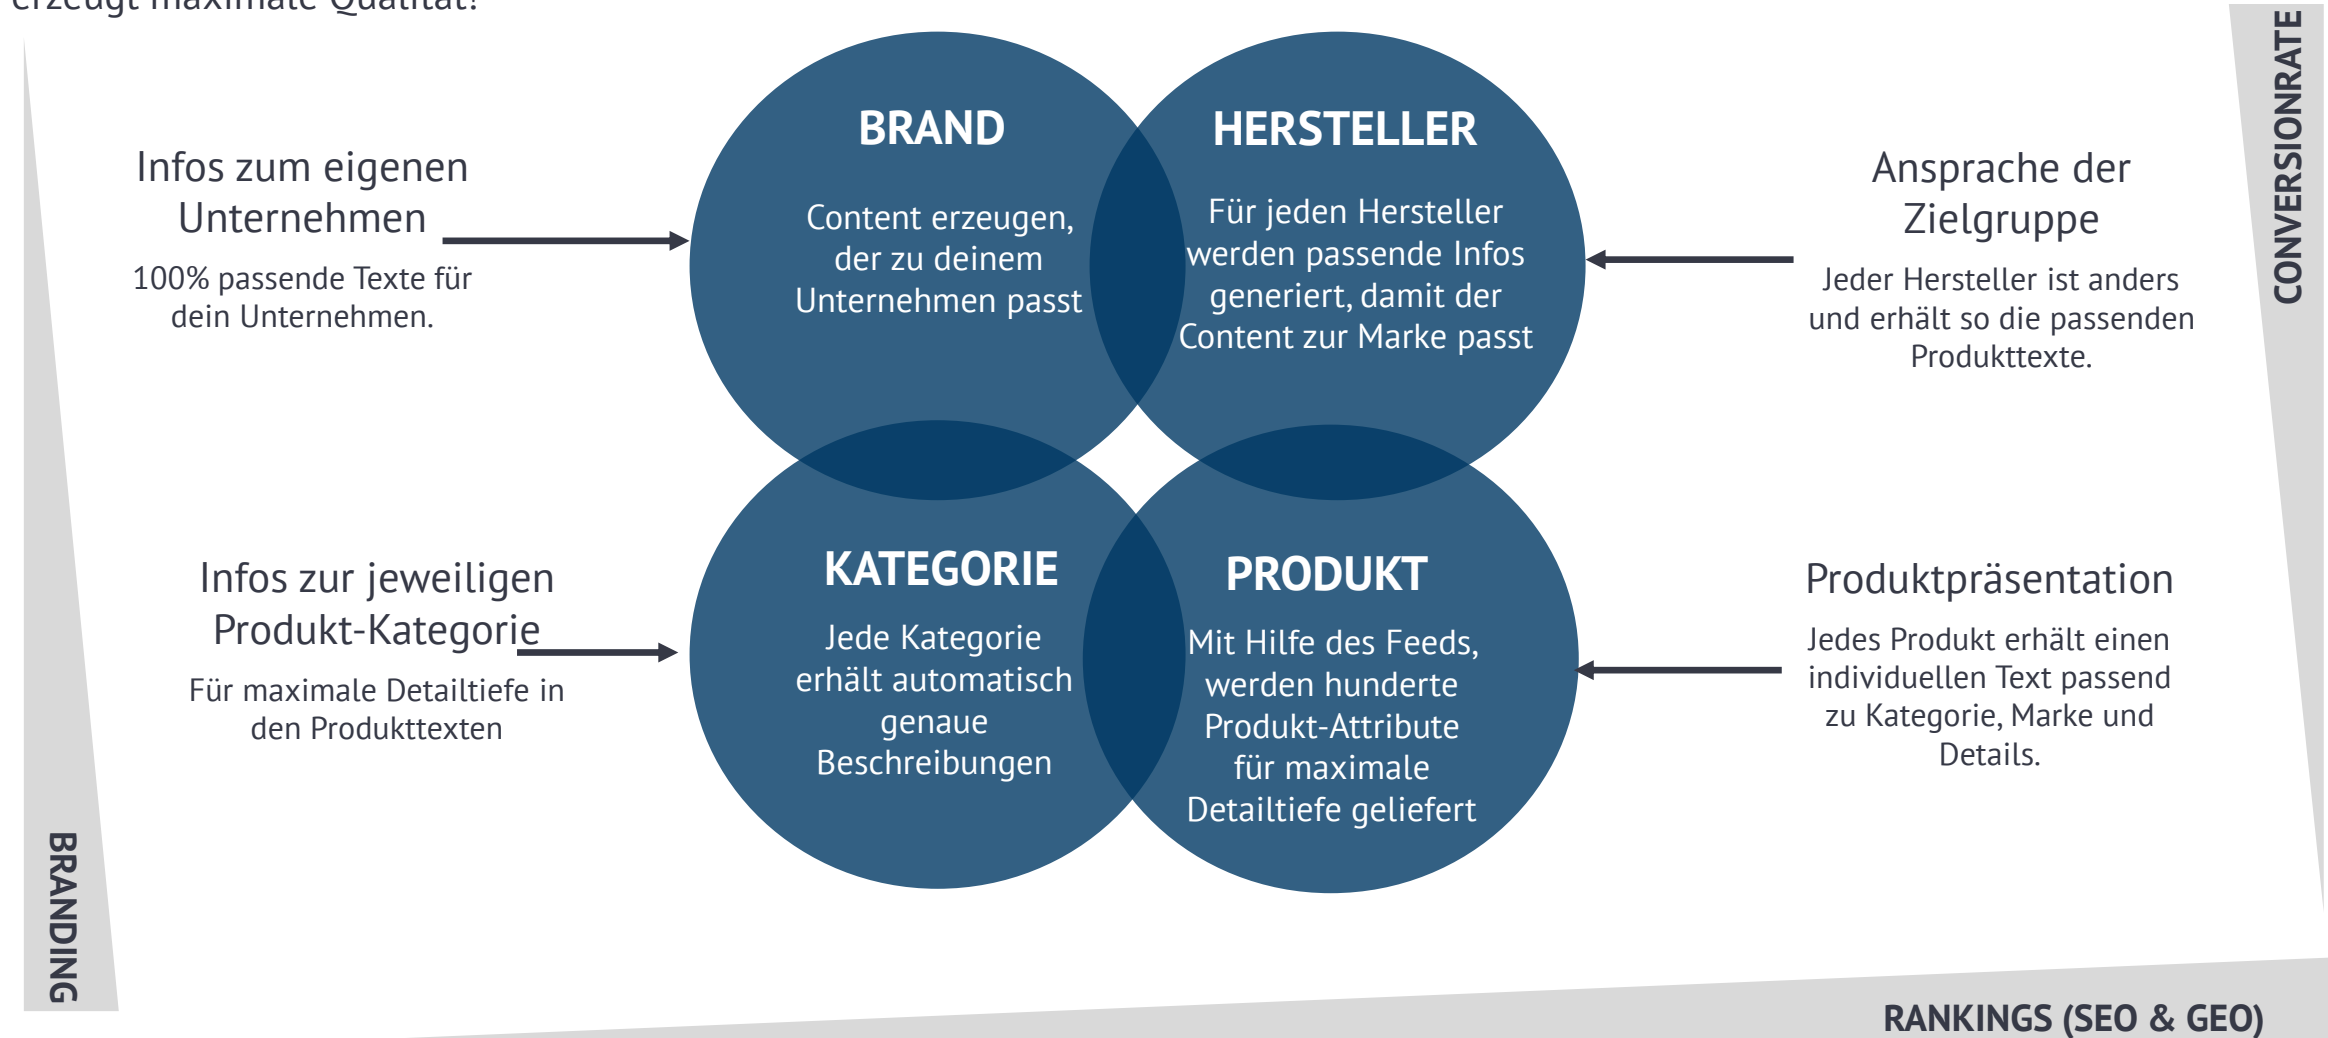 erzeugt maximale Qualität!
Infos zum eigenen
Unternehmen
100% passende Texte für
dein Unternehmen.
BRAND
Content erzeugen,
der zu deinem
Unternehmen passt
HERSTELLER
Für jeden Hersteller
werden passende Infos
generiert, damit der
Content zur Marke passt
Ansprache der
Zielgruppe
Jeder Hersteller ist anders
und erhält so die passenden
Produkttexte.
CONVERSIONRATE
Infos zur jeweiligen
Produkt-Kategorie
Für maximale Detailtiefe in
den Produkttexten
KATEGORIE
Jede Kategorie
erhält automatisch
genaue
Beschreibungen
PRODUKT
Mit Hilfe des Feeds,
werden hunderte
Produkt-Attribute
für maximale
Detailtiefe geliefert
Produktpräsentation
Jedes Produkt erhält einen
individuellen Text passend
zu Kategorie, Marke und
Details.
BRANDING
RANKINGS (SEO & GEO)